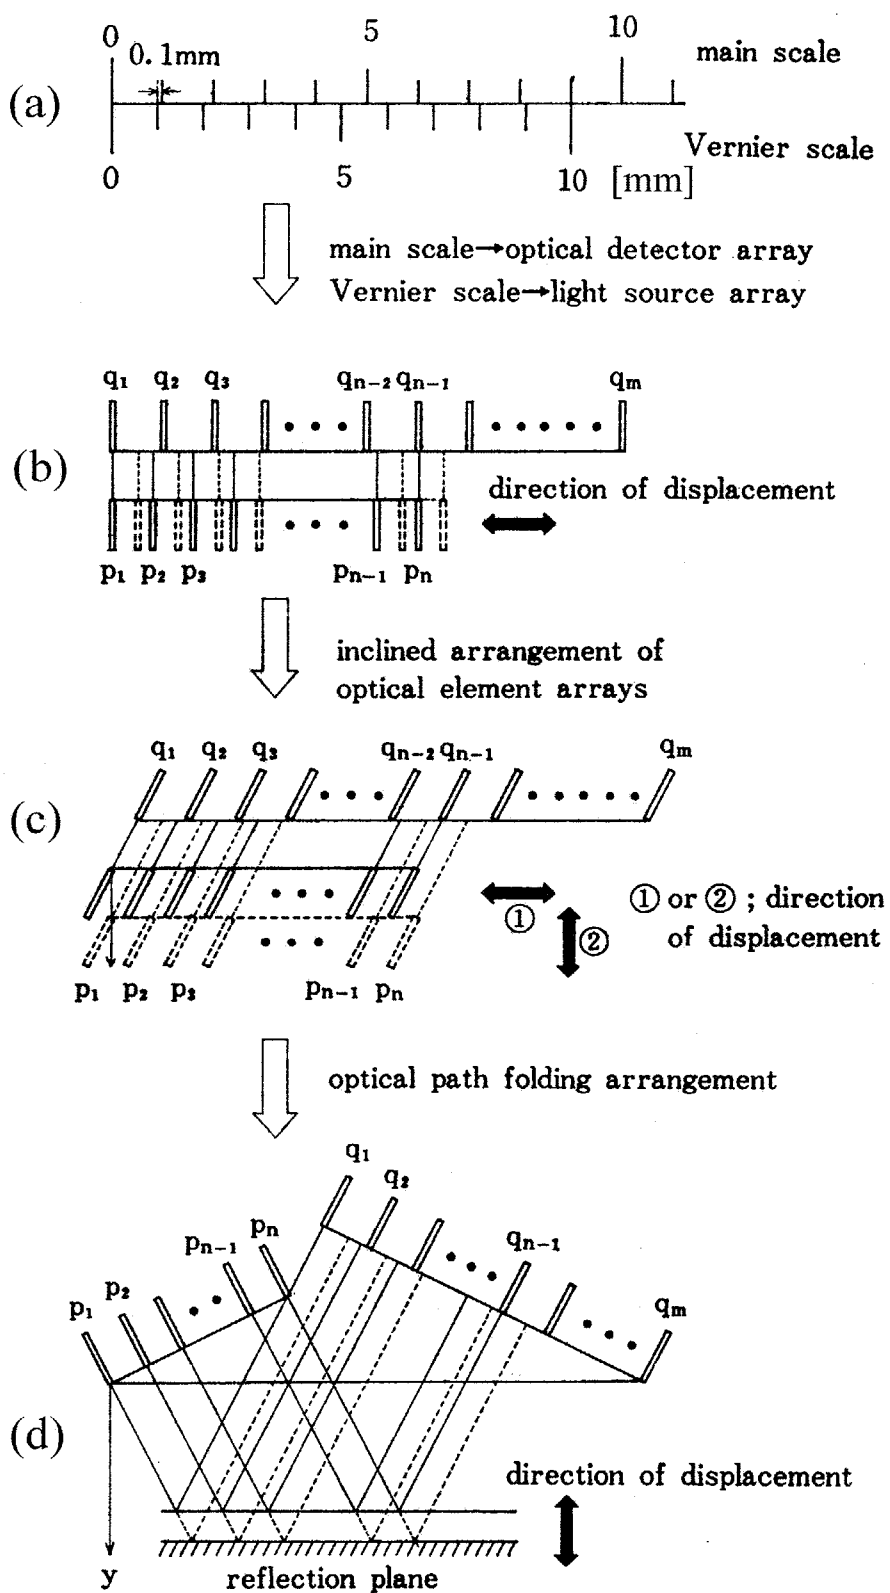 0 5 10 main scale
0.1mm
(a)
Vernier scale
0 5 10 [mm]
main scale→optical detector array
Vernier scale→light source array
q₁ q₂ q₃ qₙ₋₂ qₙ₋₁ qₘ
(b)
direction of displacement
p₁ p₂ p₃ pₙ₋₁ pₙ
inclined arrangement of
optical element arrays
q₁ q₂ q₃ qₙ₋₂ qₙ₋₁ qₘ
(c)
① or ② ; direction
of displacement
①
②
p₁ p₂ p₃ pₙ₋₁ pₙ
optical path folding arrangement
q₁
q₂
pₙ
pₙ₋₁
qₙ₋₁
p₂
p₁
qₘ
(d)
direction of displacement
y
reflection plane